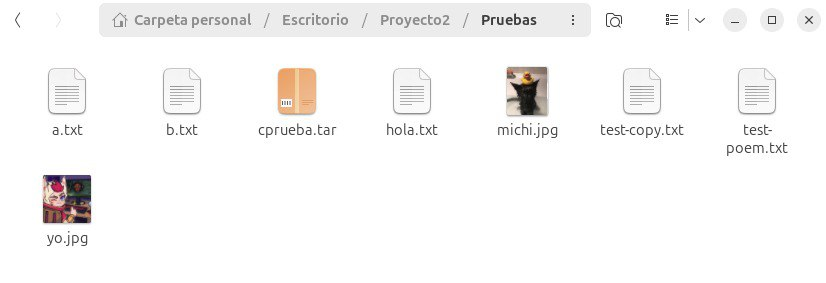 Carpeta personal / Escritorio / Proyecto2 / Pruebas
a.txt
b.txt
cprueba.tar
hola.txt
michi.jpg
test-copy.txt
test-
poem.txt
yo.jpg